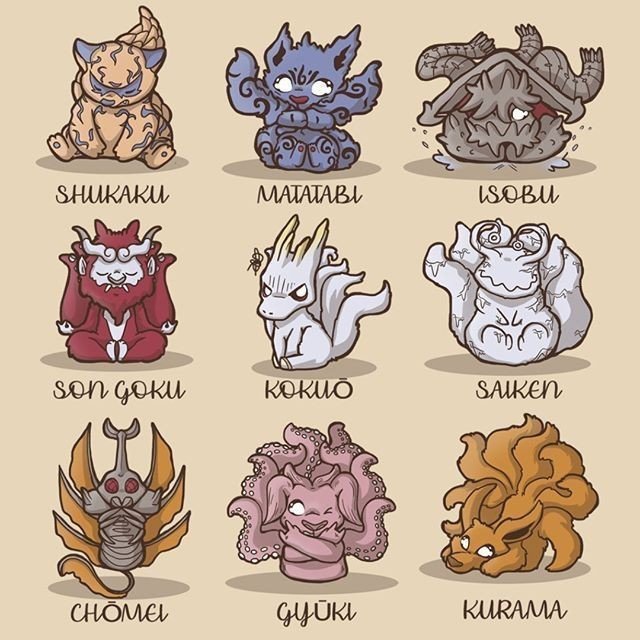 SHUKAKU
MATATABI
ISOBU
SON GOKU
KOKUŌ
SAIKEN
CHŌMEI
GYŪKI
KURAMA